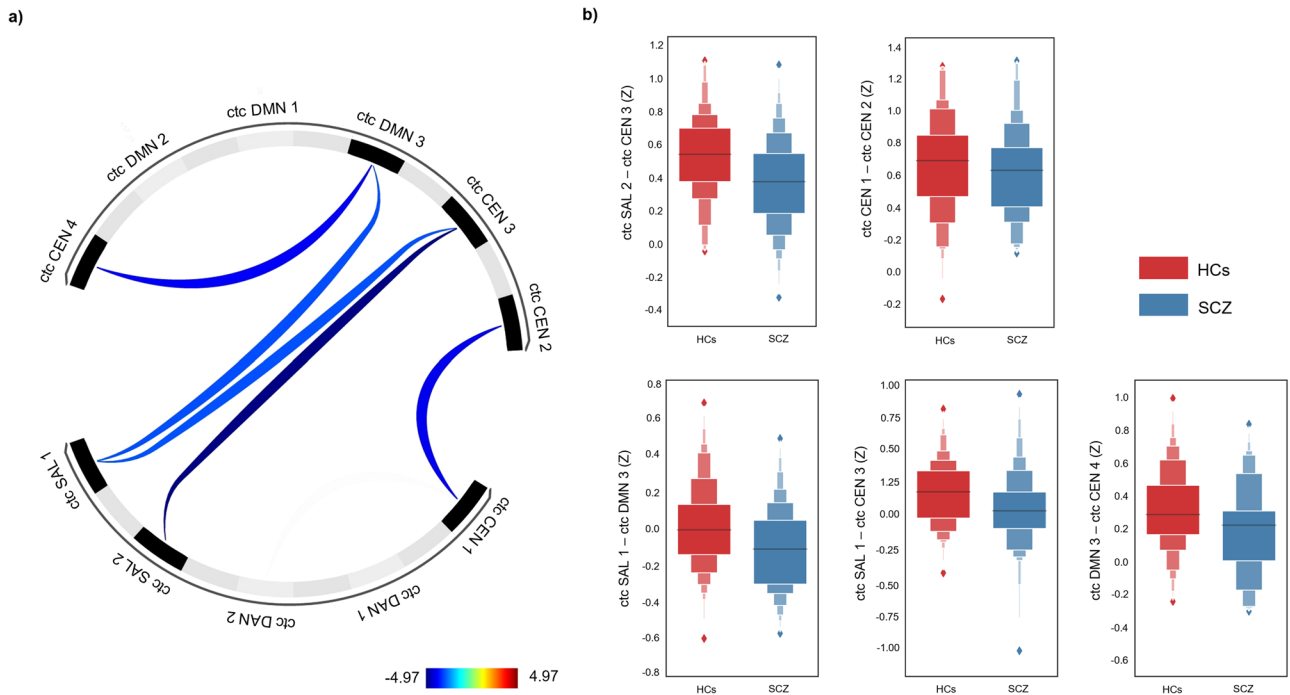 a)
ctc DMN 1
ctc DMN 2
ctc DMN 3
ctc CEN 4
ctc CEN 3
ctc CEN 2
ctc SAL 1
ctc SAL 2
ctc DAN 2
ctc DAN 1
ctc CEN 1
-4.97
4.97
b)
ctc SAL 2 – ctc CEN 3 (Z)
1.2
1.0
0.8
0.6
0.4
0.2
0.0
-0.2
-0.4
HCs
SCZ
ctc CEN 1 – ctc CEN 2 (Z)
1.4
1.2
1.0
0.8
0.6
0.4
-0.2
0.0
-0.2
HCs
SCZ
HCs
SCZ
ctc SAL 1 – ctc DMN 3 (Z)
0.8
0.6
0.4
0.2
0.0
-0.2
-0.4
-0.6
-0.8
HCs
SCZ
ctc SAL 1 – ctc CEN 3 (Z)
1.00
0.75
0.50
1.25
0.00
-0.25
-0.50
0.75
-1.00
HCs
SCZ
ctc DMN 3 – ctc CEN 4 (Z)
1.0
0.8
0.6
0.4
0.2
0.0
-0.2
-0.4
-0.6
HCs
SCZ